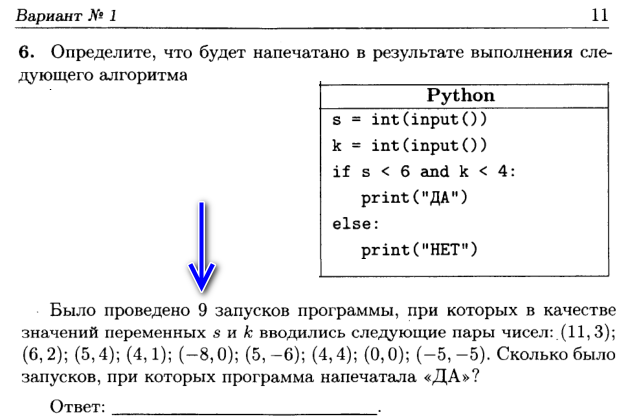 Вариант № 1 11
6. Определите, что будет напечатано в результате выполнения сле-
дующего алгоритма
Python
s = int(input())
k = int(input())
if s < 6 and k < 4:
print("ДА")
else:
print("НЕТ")
Было проведено 9 запусков программы, при которых в качестве
значений переменных s и k вводились следующие пары чисел: (11, 3);
(6, 2); (5, 4); (4, 1); (−8, 0); (5, −6); (4, 4); (0, 0); (−5, −5). Сколько было
запусков, при которых программа напечатала «ДА»?
Ответ: ____________________.